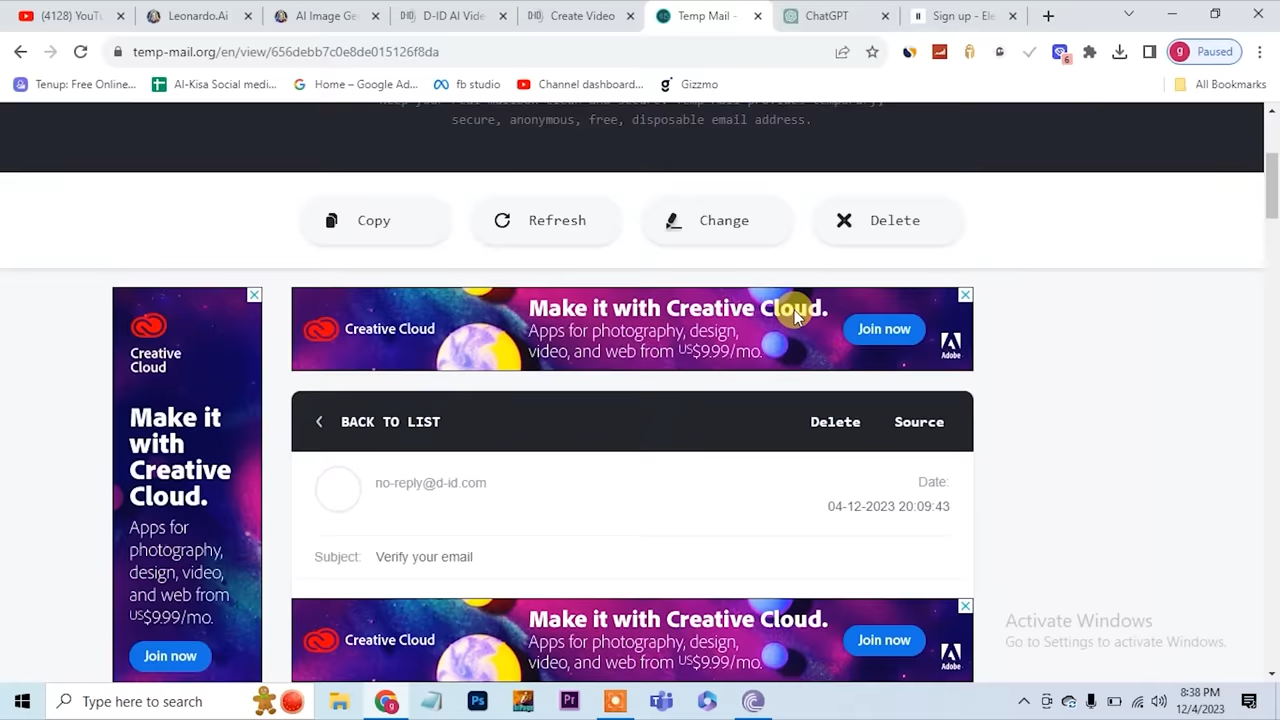 (4128) YouTu
Leonardo.Ai
AI Image Ge
D-ID AI Vide
Create Video
Temp Mail -
ChatGPT
Sign up - Ele
temp-mail.org/en/view/656debb7c0e8de015126f8da
6
g Paused
Tenup: Free Online...
Al-Kisa Social medi...
Home – Google Ad...
fb studio
Channel dashboard...
Gizzmo
All Bookmarks
secure, anonymous, free, disposable email address.
Copy
Refresh
Change
Delete
Creative
Cloud
Make it
with
Creative
Cloud.
Apps for
photography,
design, video,
and web from
US$9.99/mo.
Join now
Creative Cloud
Make it with Creative Cloud.
Apps for photography, design,
video, and web from US$9.99/mo.
Join now
Adobe
BACK TO LIST
Delete
Source
no-reply@d-id.com
Date:
04-12-2023 20:09:43
Subject: Verify your email
Creative Cloud
Make it with Creative Cloud.
Apps for photography, design,
video, and web from US$9.99/mo.
Join now
Adobe
Activate Windows
Go to Settings to activate Windows.
Type here to search
Ps
Pr
8:38 PM
12/4/2023